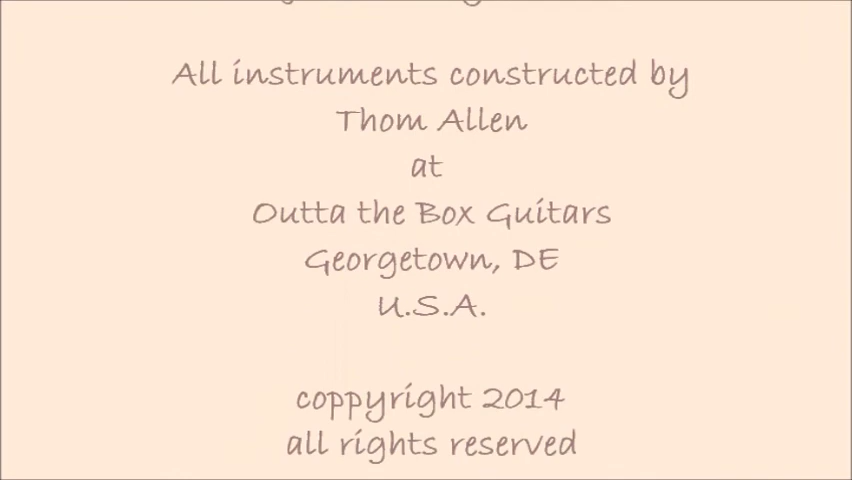 All instruments constructed by
Thom Allen
at
Outta the Box Guitars
Georgetown, DE
U.S.A.
coppyright 2014
all rights reserved